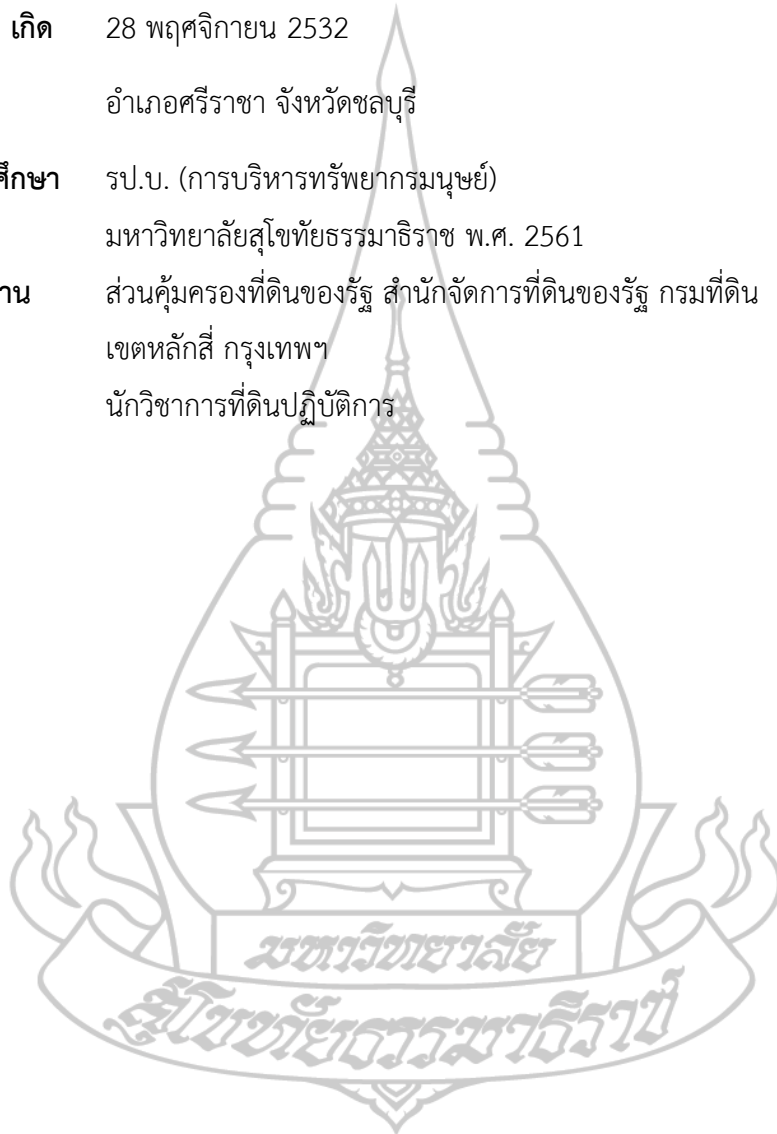 เกิด 28 พฤศจิกายน 2532
อำเภอศรีราชา จังหวัดชลบุรี
ศึกษา รป.บ. (การบริหารทรัพยากรมนุษย์)
มหาวิทยาลัยสุโขทัยธรรมาธิราช พ.ศ. 2561
าน ส่วนคุ้มครองที่ดินของรัฐ สำนักจัดการที่ดินของรัฐ กรมที่ดิน
เขตหลักสี่ กรุงเทพฯ
นักวิชาการที่ดินปฏิบัติการ
มหาวิทยาลัย
สุโขทัยธรรมาธิราช